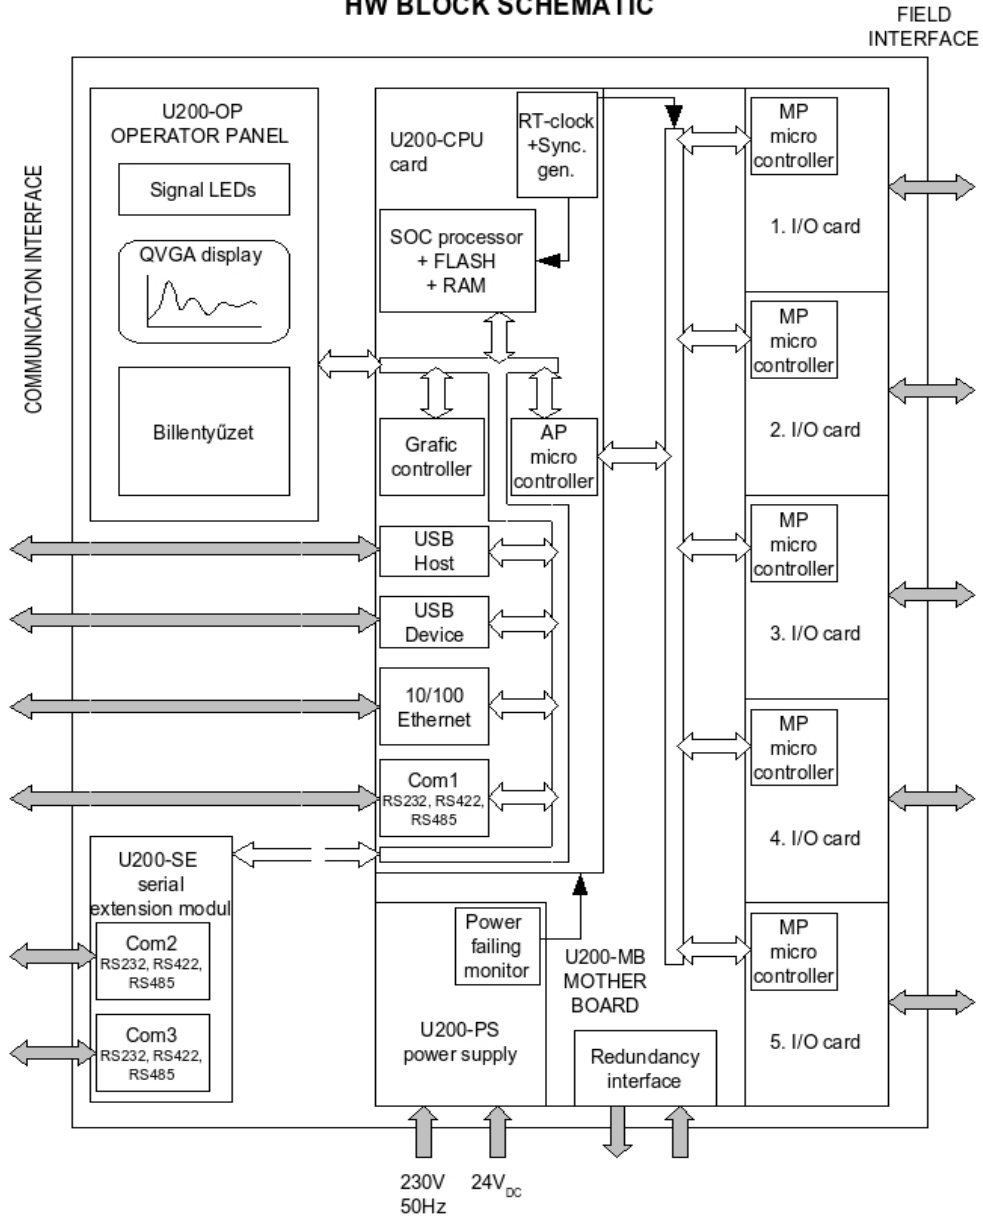 HW BLOCK SCHEMATIC
FIELD
INTERFACE
COMMUNICATON INTERFACE
U200-OP
OPERATOR PANEL
Signal LEDs
QVGA display
Billentyűzet
U200-CPU
card
RT-clock
+Sync.
gen.
SOC processor
+ FLASH
+ RAM
Grafic
controller
AP
micro
controller
USB
Host
USB
Device
10/100
Ethernet
Com1
RS232, RS422,
RS485
U200-SE
serial
extension modul
Com2
RS232, RS422,
RS485
Com3
RS232, RS422,
RS485
Power
failing
monitor
U200-PS
power supply
U200-MB
MOTHER
BOARD
Redundancy
interface
MP
micro
controller
1. I/O card
MP
micro
controller
2. I/O card
MP
micro
controller
3. I/O card
MP
micro
controller
4. I/O card
MP
micro
controller
5. I/O card
230V
50Hz
24VDC